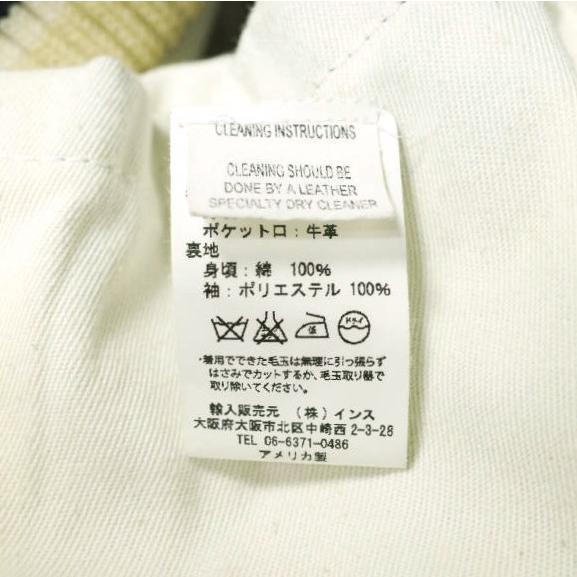 CLEANING INSTRUCTIONS
CLEANING SHOULD BE
DONE BY A LEATHER
SPECIALTY DRY CLEANER
ポケット口：牛革
裏地
身頃：綿 100%
袖：ポリエステル 100%
低
・着用でできた毛玉は無理に引っ張らず
はさみでカットするか、毛玉取り器で
取り除いてください。
輸入販売元 （株）インス
大阪府大阪市北区中崎西2-3-28
TEL 06-6371-0486
アメリカ製